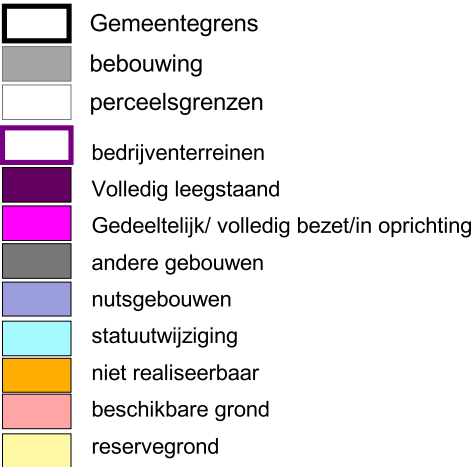 Gemeentegrens
bebouwing
perceelsgrenzen
bedrijventerreinen
Volledig leegstaand
Gedeeltelijk/ volledig bezet/in oprichting
andere gebouwen
nutsgebouwen
statuutwijziging
niet realiseerbaar
beschikbare grond
reservegrond